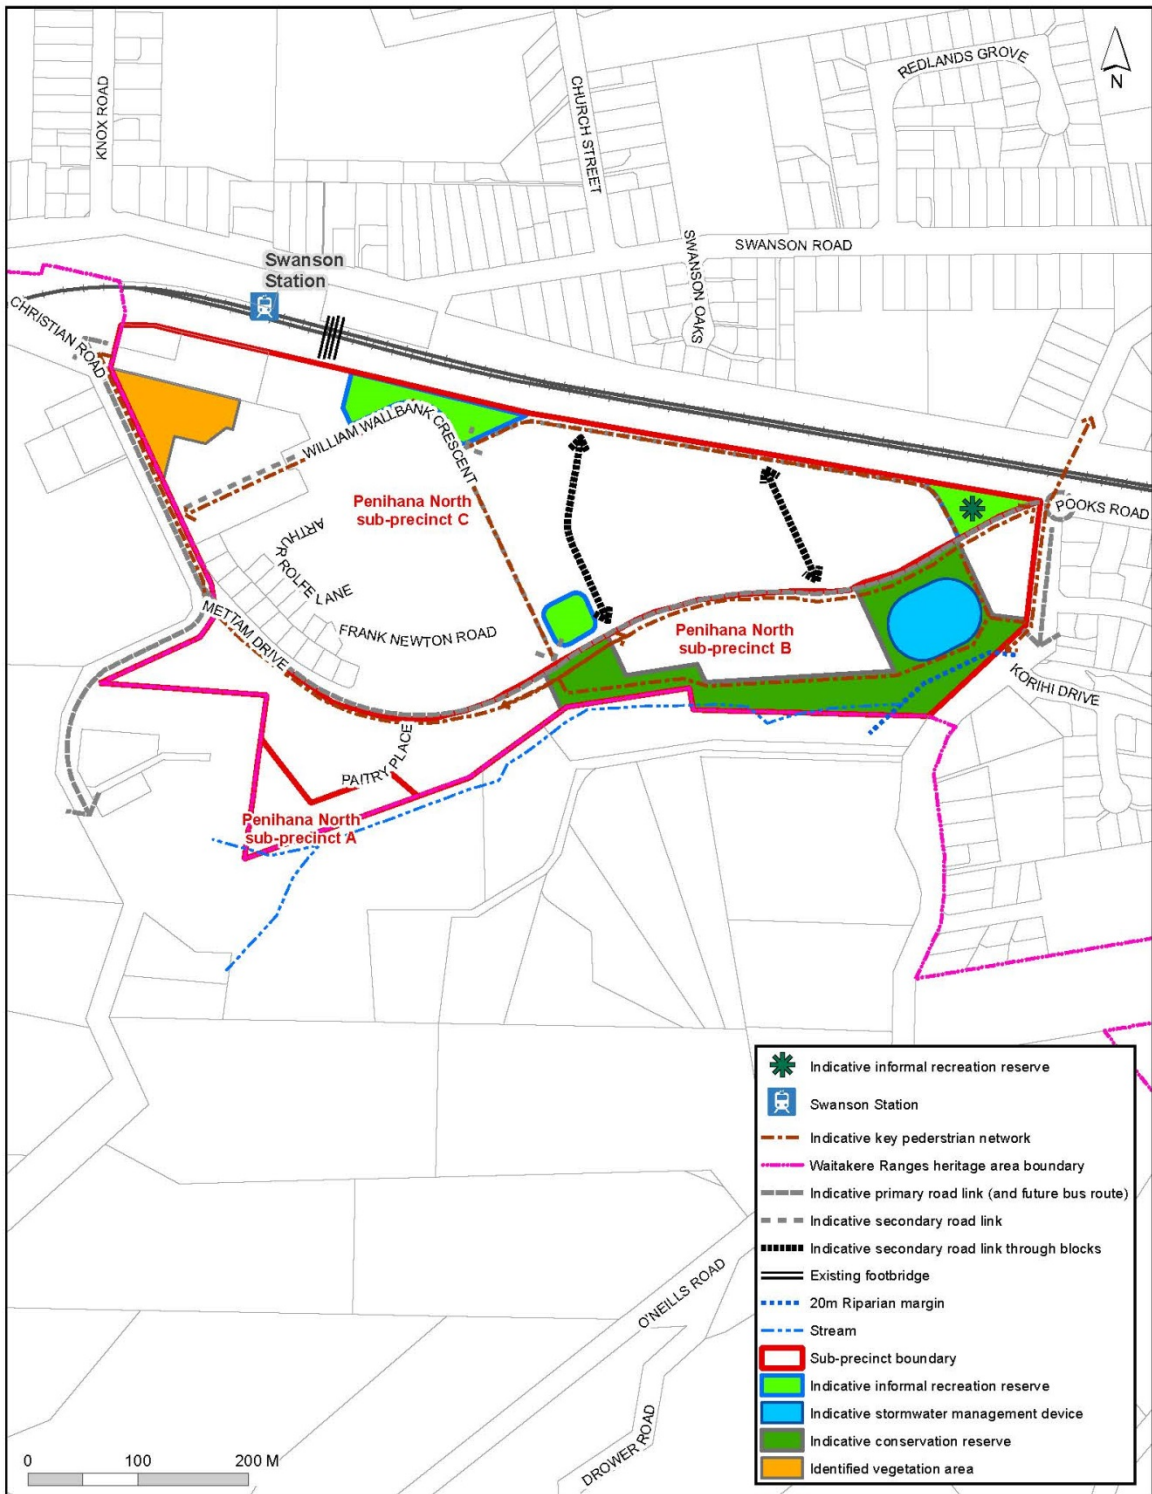 KNOX ROAD
CHURCH STREET
REDLANDS GROVE
N
SWANSON ROAD
SWANSON OAKS
Swanson
Station
CHRISTIAN ROAD
WILLIAM WALLBANK CRESCENT
POOKS ROAD
Penihana North
sub-precinct C
ARTHUR ROLFE LANE
FRANK NEWTON ROAD
METTAM DRIVE
Penihana North
sub-precinct B
KORIHI DRIVE
PAITRY PLACE
Penihana North
sub-precinct A
O'NEILLS ROAD
DROWER ROAD
Indicative informal recreation reserve
Swanson Station
Indicative key pederstrian network
Waitakere Ranges heritage area boundary
Indicative primary road link (and future bus route)
Indicative secondary road link
Indicative secondary road link through blocks
Existing footbridge
20m Riparian margin
Stream
Sub-precinct boundary
Indicative informal recreation reserve
Indicative stormwater management device
Indicative conservation reserve
Identified vegetation area
0 100 200 M